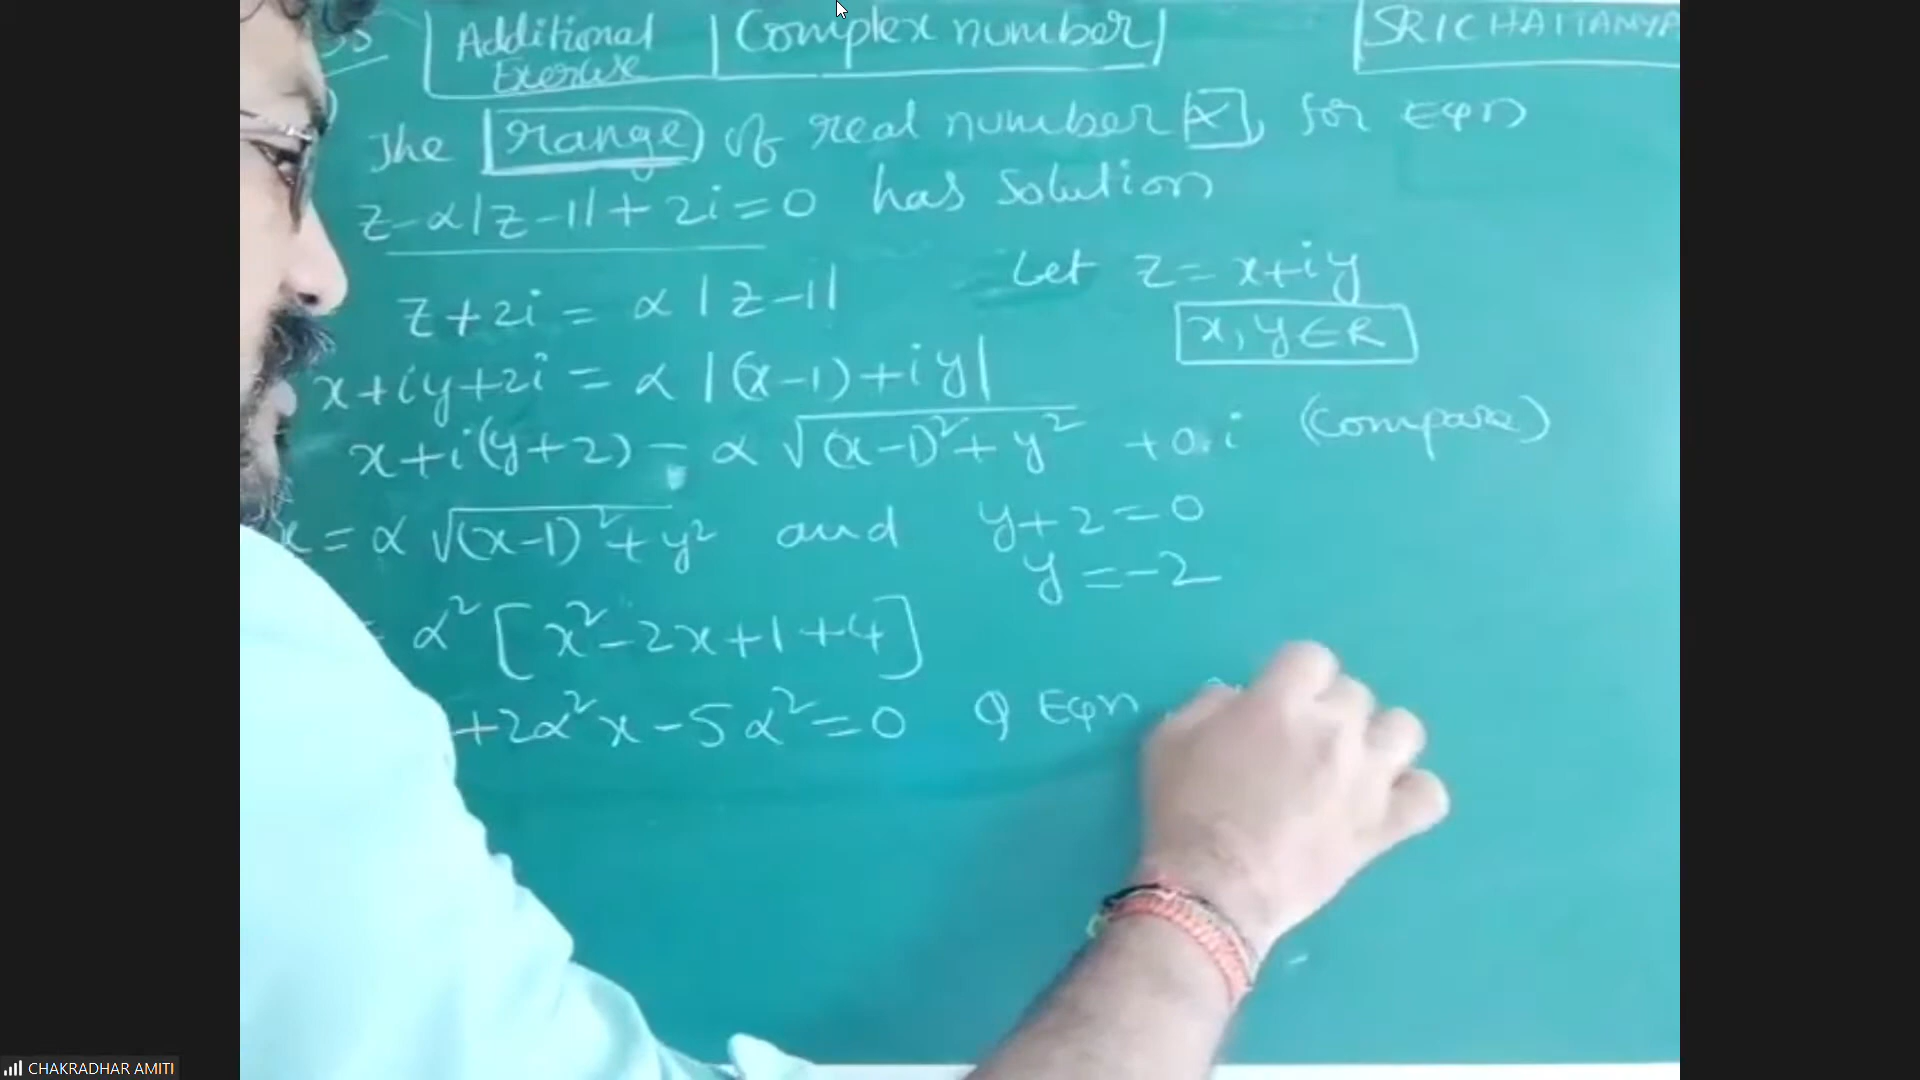 Additional Exercise | Complex number | SRICHAITANYA
The range of real number α, for Eqn
z-α|z-1|+2i=0 has solution
z+2i = α |z-1|
Let z=x+iy
x,y∈R
x+iy+2i = α |(x-1)+iy|
x+i(y+2) = α √(x-1)²+y² +0.i (compare)
x = α √(x-1)²+y² and y+2=0
y=-2
= α² [x²-2x+1+4]
+2α²x-5α²=0 Q Eqn
CHAKRADHAR AMITI